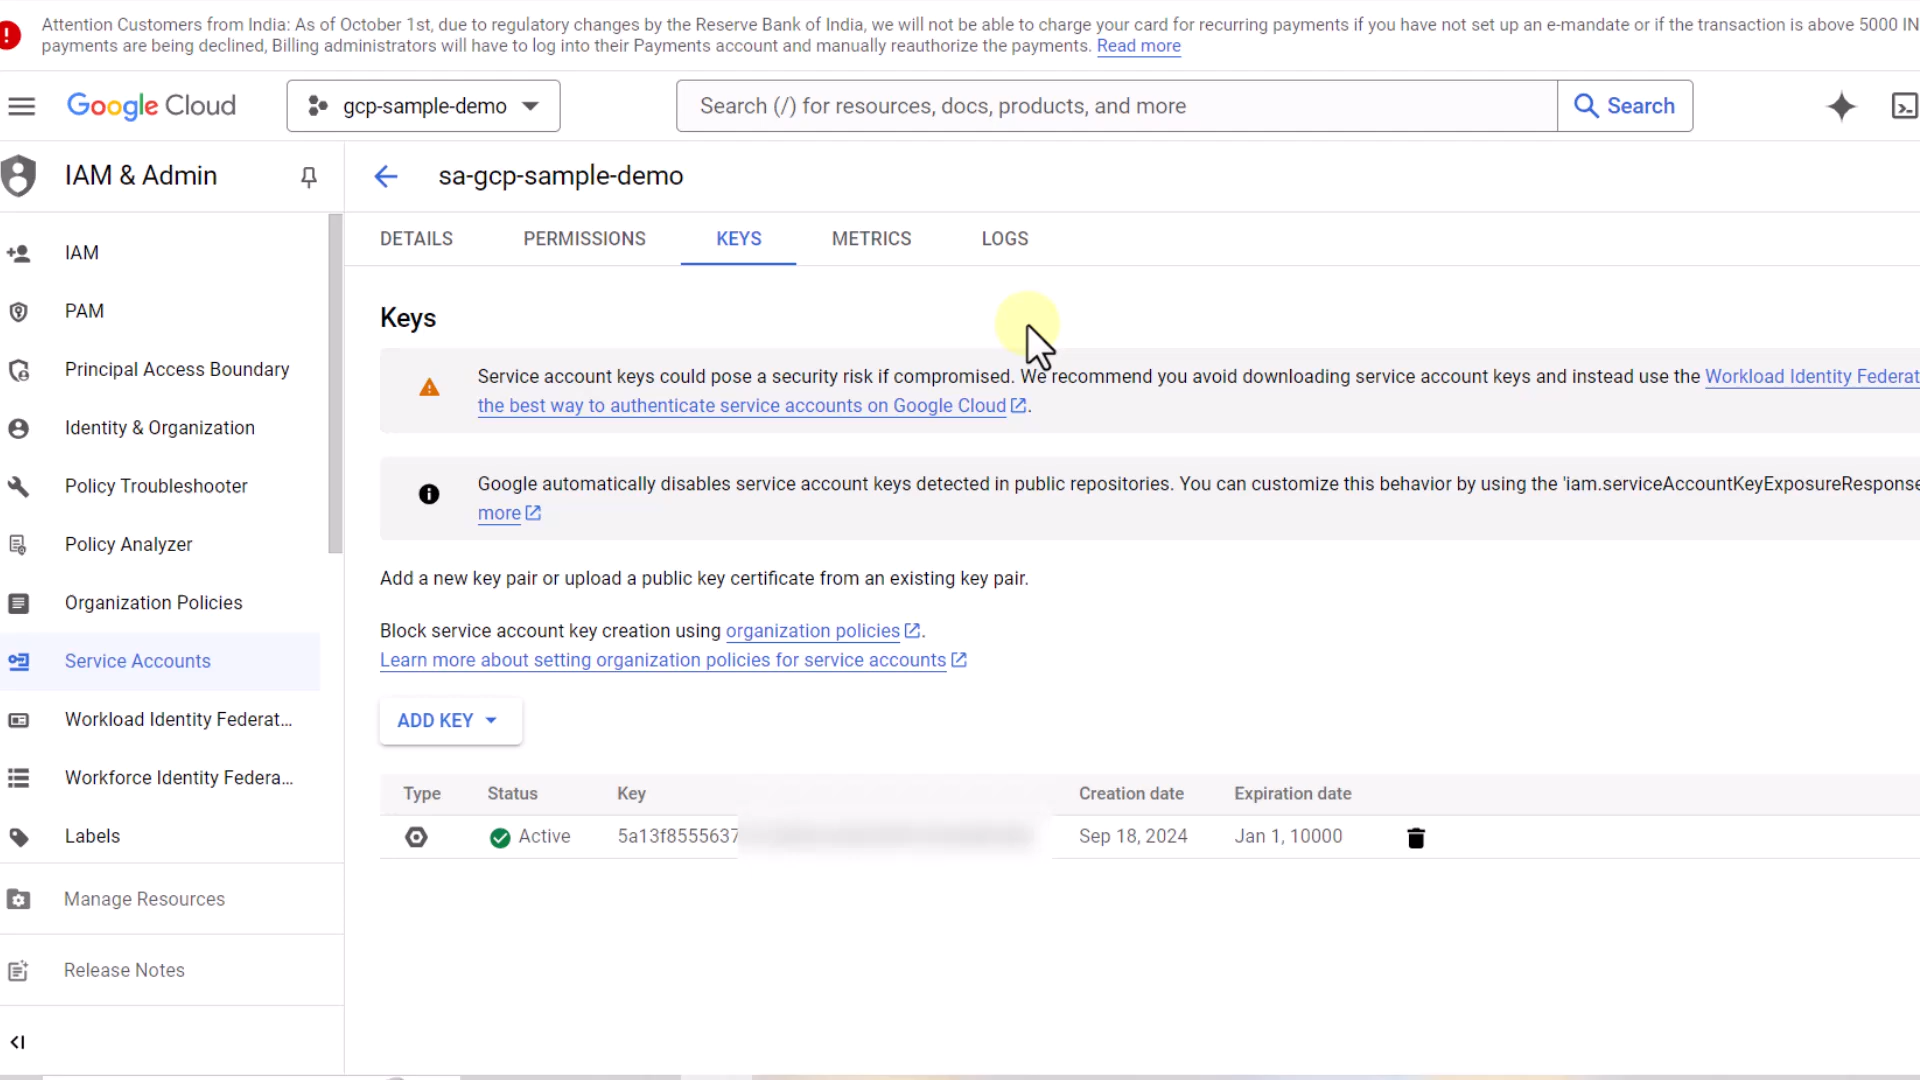 Attention Customers from India: As of October 1st, due to regulatory changes by the Reserve Bank of India, we will not be able to charge your card for recurring payments if you have not set up an e-mandate or if the transaction is above 5000 IN
payments are being declined, Billing administrators will have to log into their Payments account and manually reauthorize the payments. Read more
Google Cloud
gcp-sample-demo
Search (/) for resources, docs, products, and more
Search
IAM & Admin
sa-gcp-sample-demo
DETAILS
PERMISSIONS
KEYS
METRICS
LOGS
IAM
PAM
Principal Access Boundary
Identity & Organization
Policy Troubleshooter
Policy Analyzer
Organization Policies
Service Accounts
Workload Identity Federat...
Workforce Identity Federa...
Labels
Manage Resources
Release Notes
Keys
Service account keys could pose a security risk if compromised. We recommend you avoid downloading service account keys and instead use the Workload Identity Federat
the best way to authenticate service accounts on Google Cloud.
Google automatically disables service account keys detected in public repositories. You can customize this behavior by using the 'iam.serviceAccountKeyExposureResponse
more
Add a new key pair or upload a public key certificate from an existing key pair.
Block service account key creation using organization policies.
Learn more about setting organization policies for service accounts
ADD KEY
Type Status Key Creation date Expiration date
Active 5a13f8555637 Sep 18, 2024 Jan 1, 10000